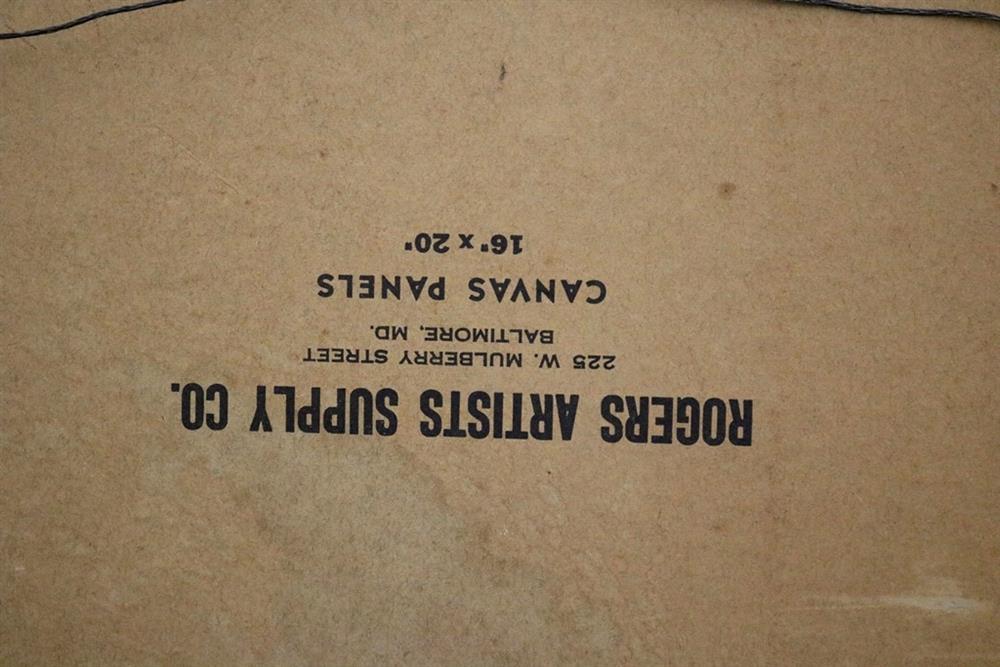 ROGERS ARTISTS SUPPLY CO.
225 W. MULBERRY STREET
BALTIMORE, MD.
CANVAS PANELS
16" x 20"